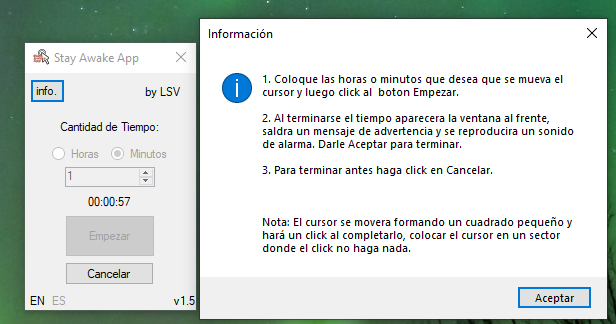 Stay Awake App
info.
by LSV
Cantidad de Tiempo:
Horas Minutos
1
00:00:57
Empezar
Cancelar
EN ES v1.5
Información
1. Coloque las horas o minutos que desea que se mueva el
cursor y luego click al boton Empezar.
2. Al terminarse el tiempo aparecera la ventana al frente,
saldra un mensaje de advertencia y se reproducira un sonido
de alarma. Darle Aceptar para terminar.
3. Para terminar antes haga click en Cancelar.
Nota: El cursor se movera formando un cuadrado pequeño y
hará un click al completarlo, colocar el cursor en un sector
donde el click no haga nada.
Aceptar